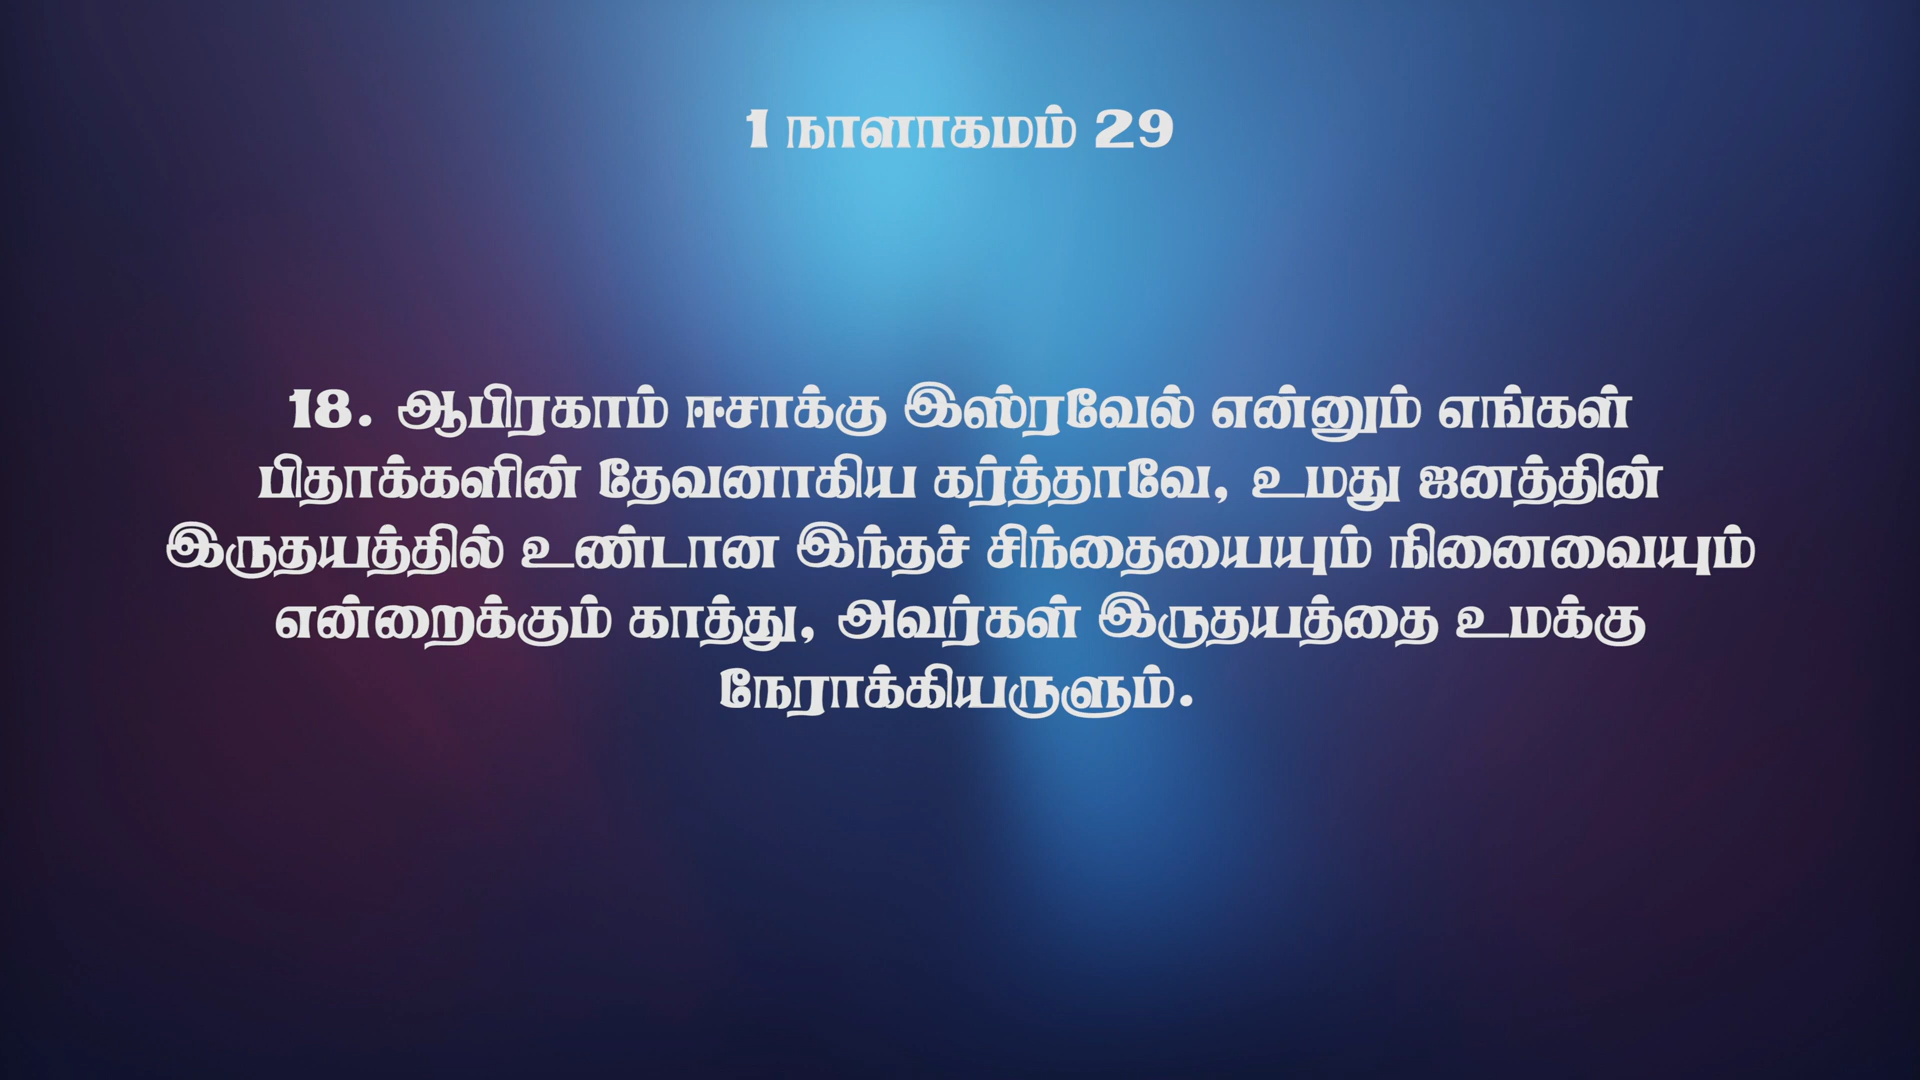 1 நாளாகமம் 29
18. ஆபிரகாம் ஈசாக்கு இஸ்ரவேல் என்னும் எங்கள்
பிதாக்களின் தேவனாகிய கர்த்தாவே, உமது ஜனத்தின்
இருதயத்தில் உண்டான இந்தச் சிந்தையையும் நினைவையும்
என்றைக்கும் காத்து, அவர்கள் இருதயத்தை உமக்கு
நேராக்கியருளும்.